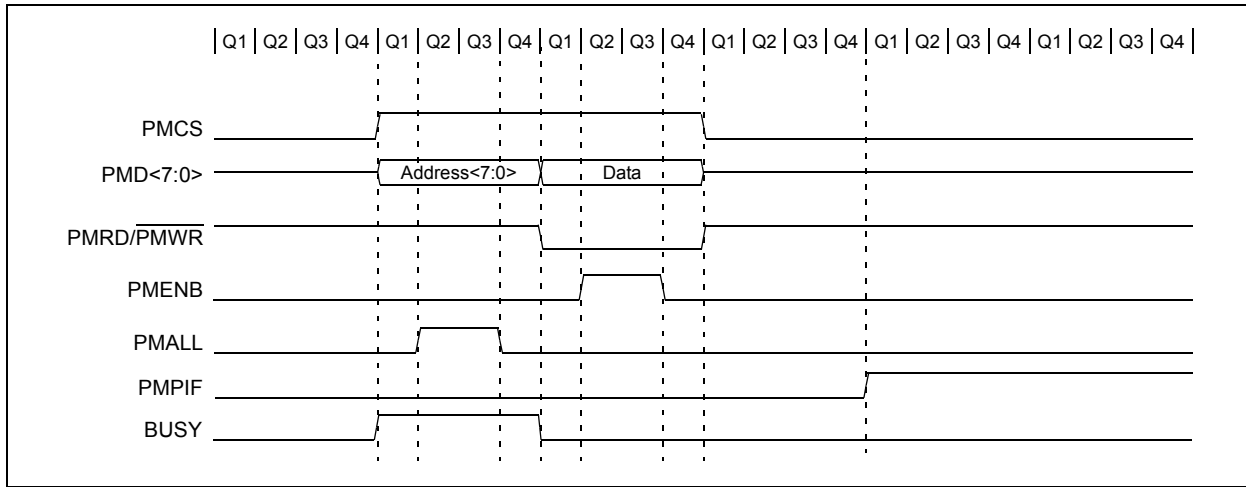 Q1 Q2 Q3 Q4 Q1 Q2 Q3 Q4 Q1 Q2 Q3 Q4 Q1 Q2 Q3 Q4 Q1 Q2 Q3 Q4 Q1 Q2 Q3 Q4
PMCS
PMD<7:0> Address<7:0> Data
PMRD/PMWR
PMENB
PMALL
PMPIF
BUSY